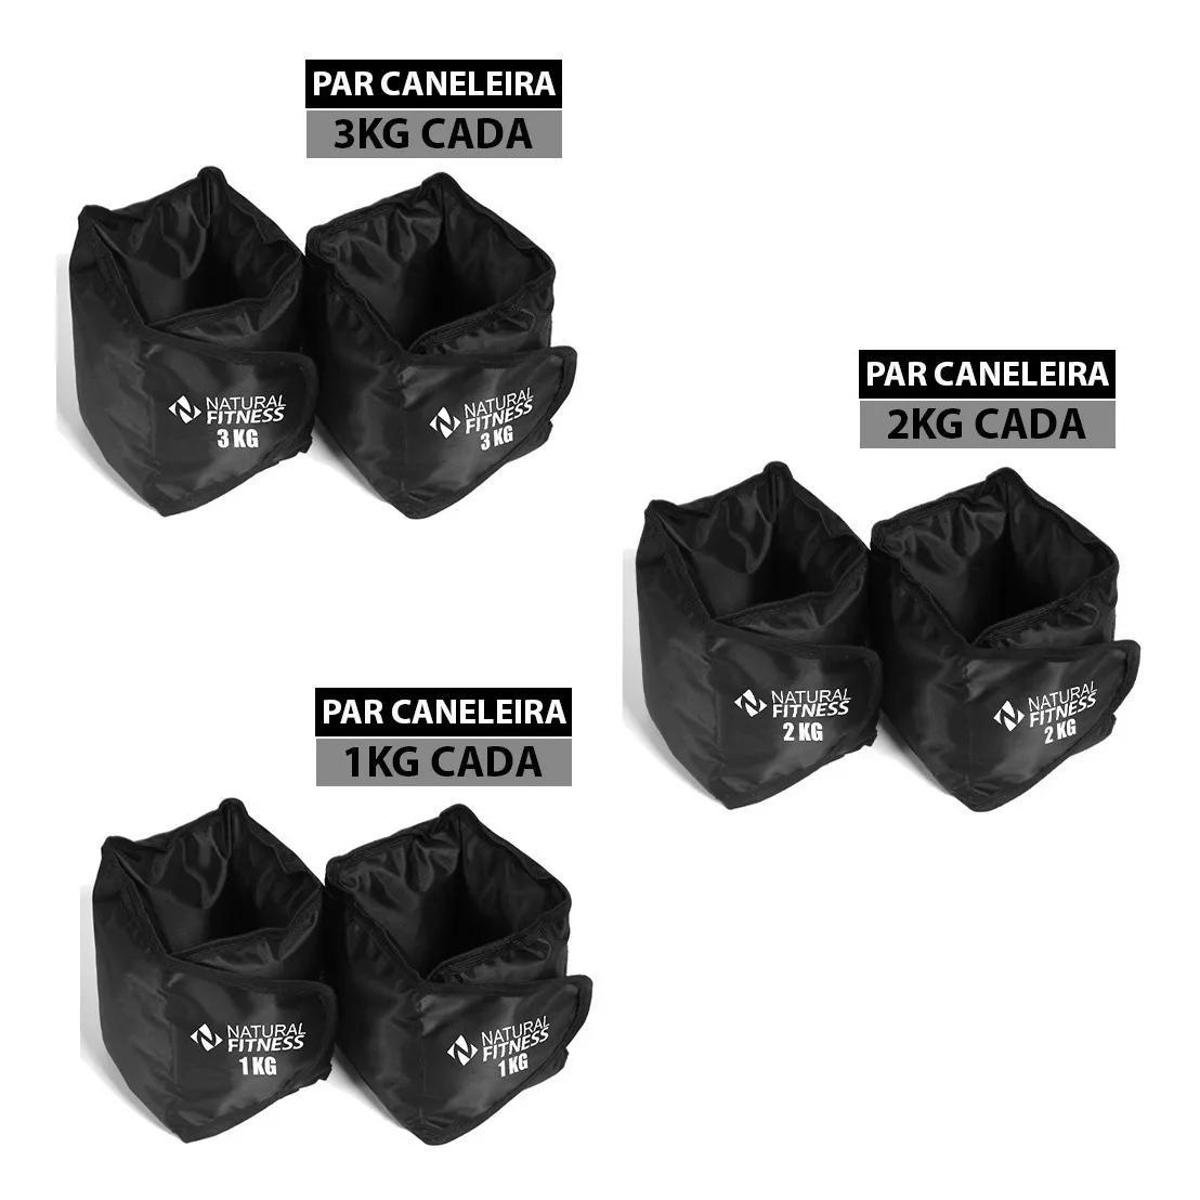 PAR CANELEIRA
3KG CADA
NATURAL
FITNESS
3 KG
NATURAL
FITNESS
3 KG
PAR CANELEIRA
2KG CADA
NATURAL
FITNESS
2 KG
NATURAL
FITNESS
2 KG
PAR CANELEIRA
1KG CADA
NATURAL
FITNESS
1 KG
NATURAL
FITNESS
1 KG